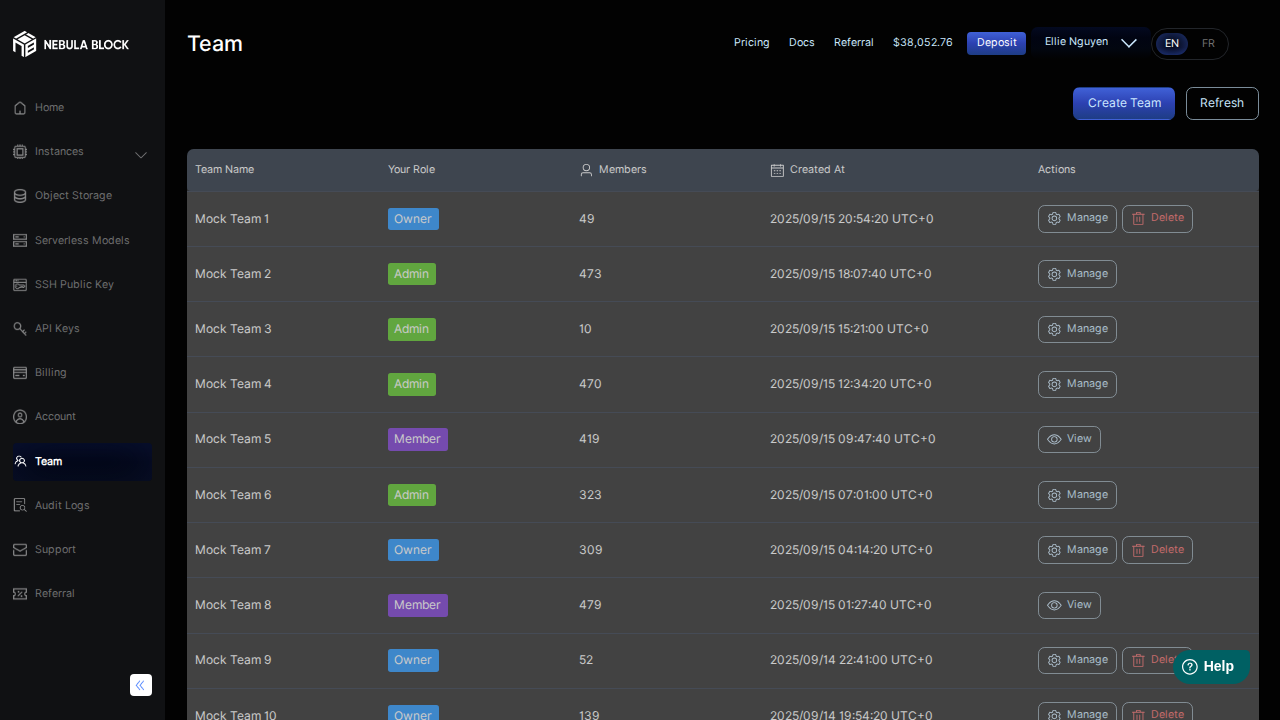 NEBULA BLOCK
Team
Pricing Docs Referral $38,052.76 Deposit Ellie Nguyen EN FR
Create Team Refresh
Home
Instances
Object Storage
Serverless Models
SSH Public Key
API Keys
Billing
Account
Team
Audit Logs
Support
Referral
Team Name Your Role Members Created At Actions
Mock Team 1 Owner 49 2025/09/15 20:54:20 UTC+0 Manage Delete
Mock Team 2 Admin 473 2025/09/15 18:07:40 UTC+0 Manage
Mock Team 3 Admin 10 2025/09/15 15:21:00 UTC+0 Manage
Mock Team 4 Admin 470 2025/09/15 12:34:20 UTC+0 Manage
Mock Team 5 Member 419 2025/09/15 09:47:40 UTC+0 View
Mock Team 6 Admin 323 2025/09/15 07:01:00 UTC+0 Manage
Mock Team 7 Owner 309 2025/09/15 04:14:20 UTC+0 Manage Delete
Mock Team 8 Member 479 2025/09/15 01:27:40 UTC+0 View
Mock Team 9 Owner 52 2025/09/14 22:41:00 UTC+0 Manage Delete
Mock Team 10 Owner 139 2025/09/14 19:54:20 UTC+0 Manage Delete
Help